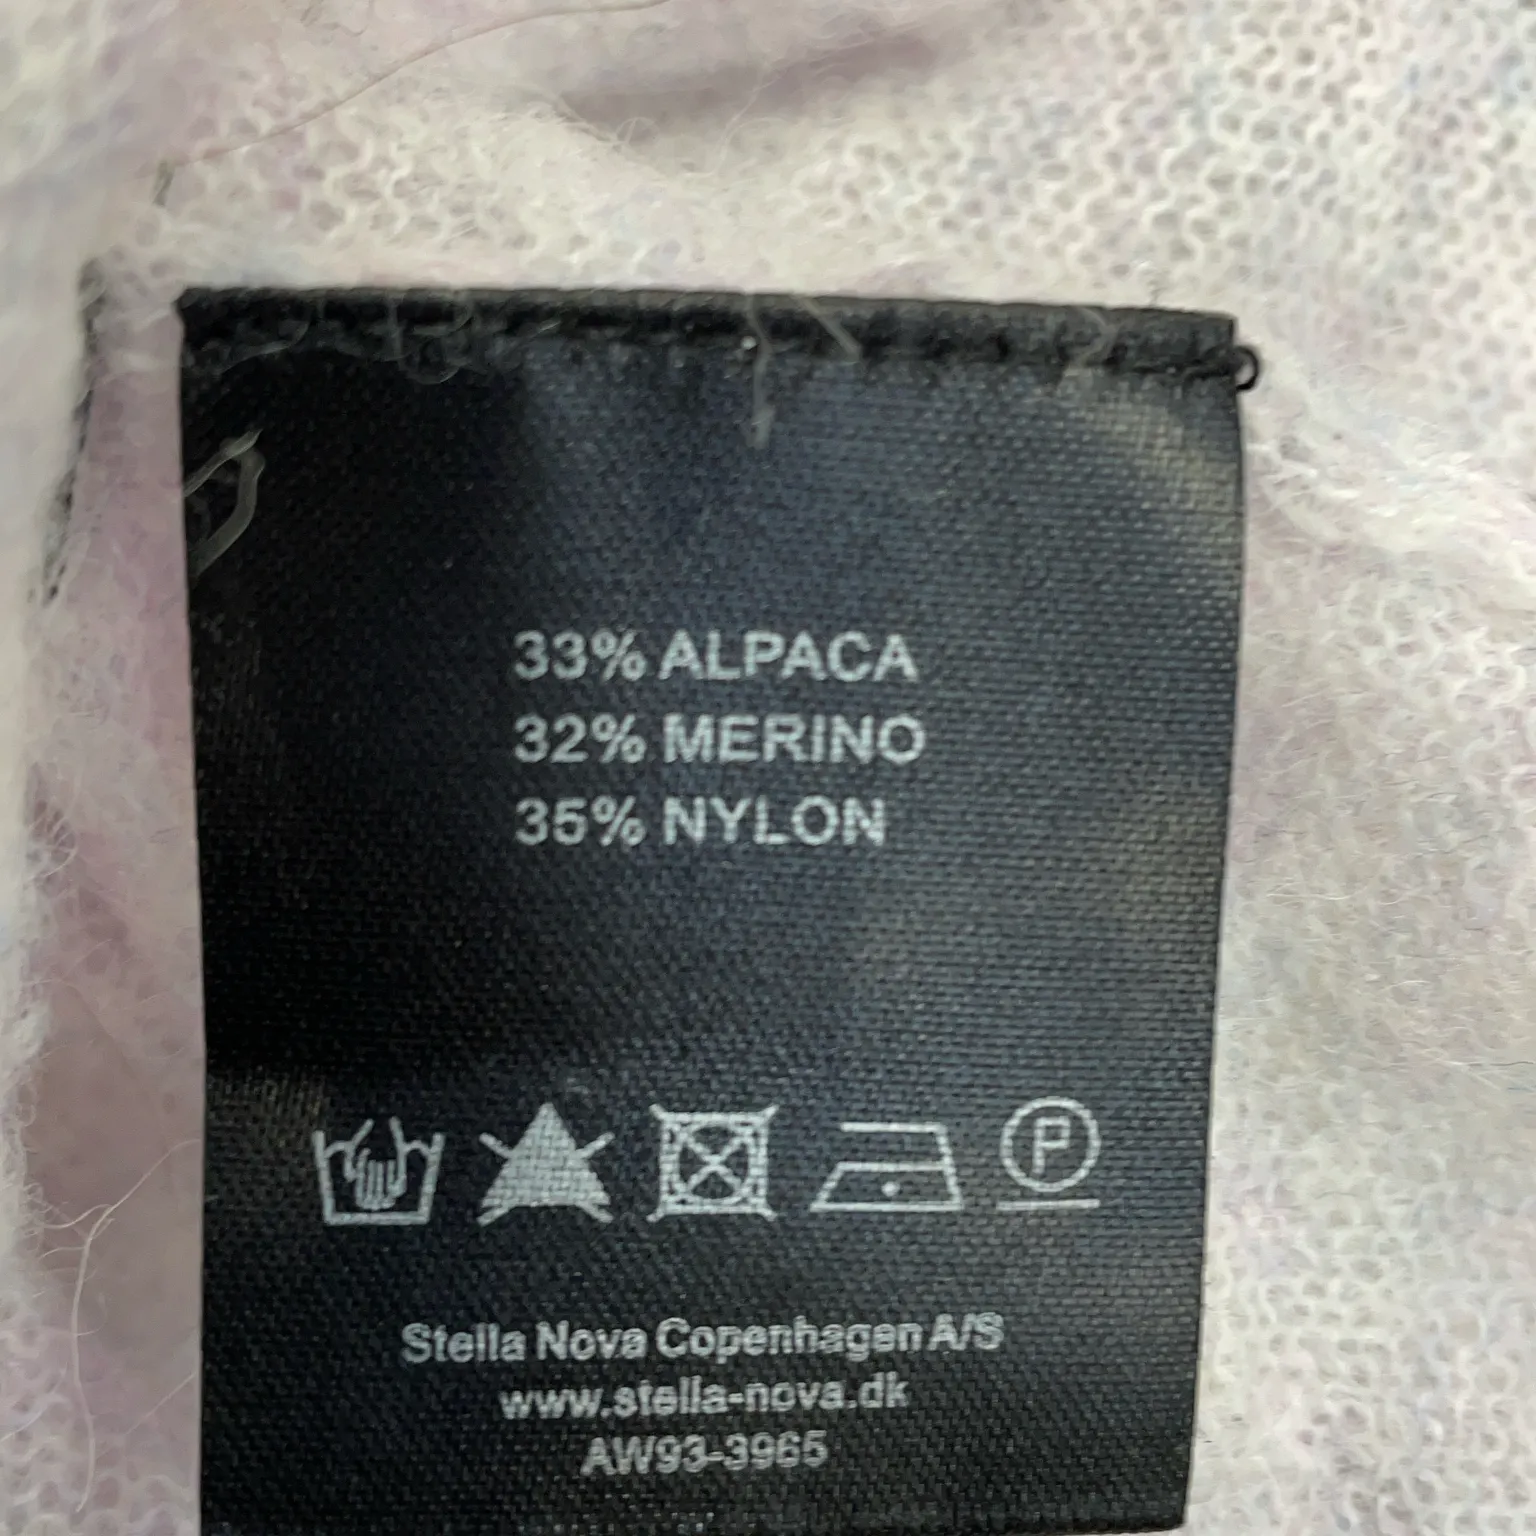 33% ALPACA
32% MERINO
35% NYLON
P
Stella Nova Copenhagen A/S
www.stella-nova.dk
AW93-3965